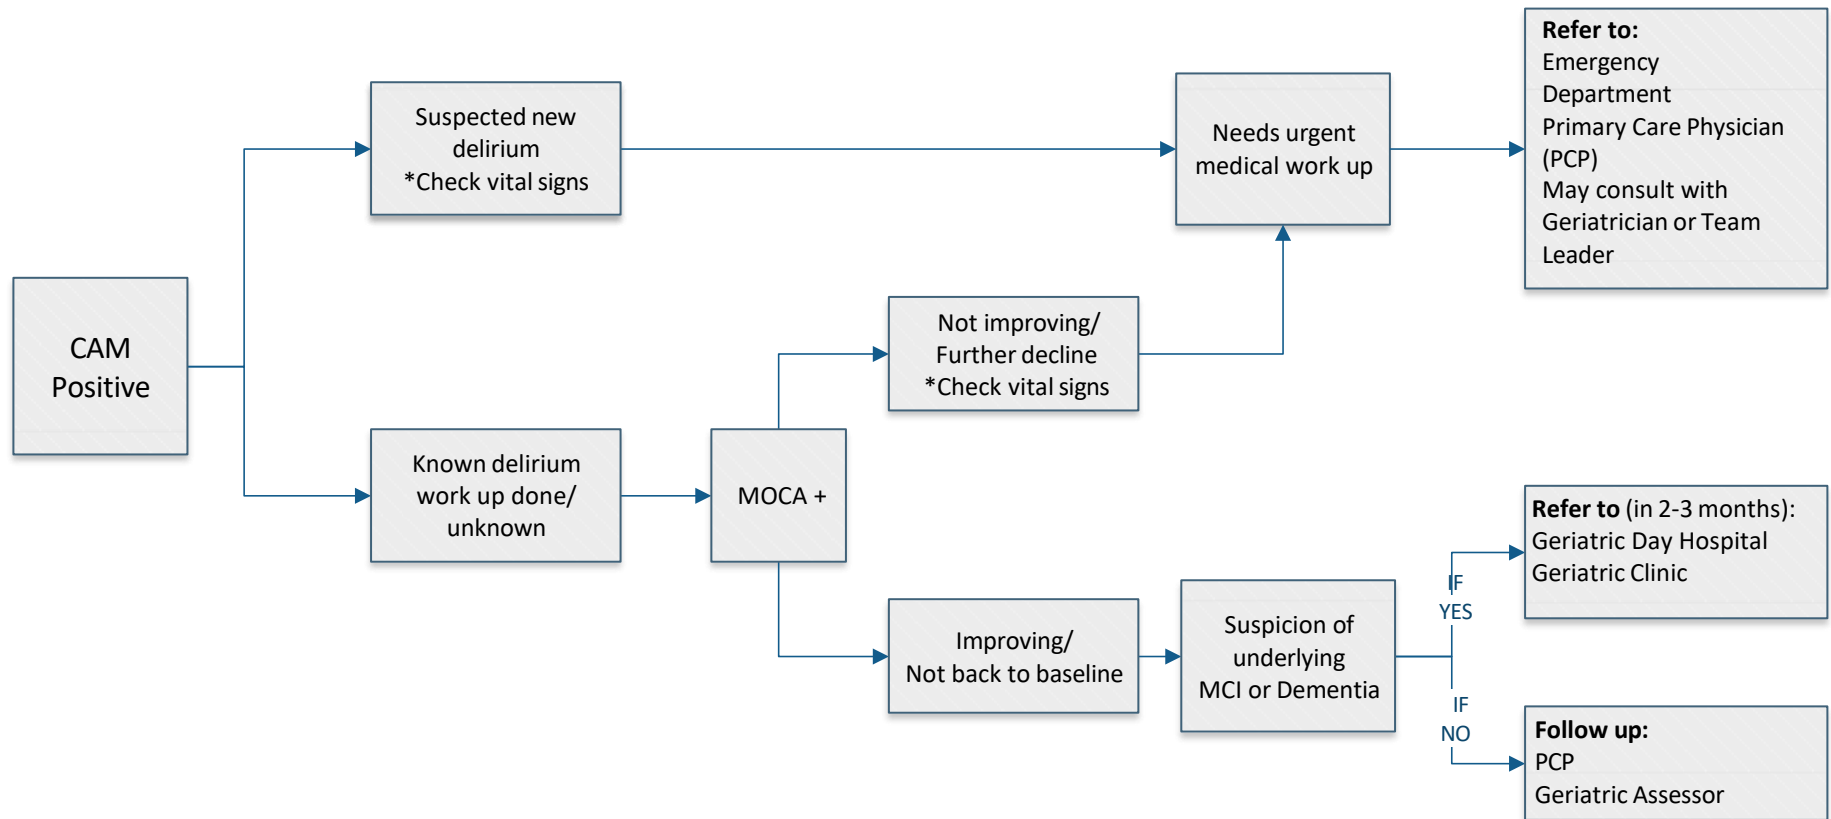 CAM
Positive
Suspected new
delirium
*Check vital signs
Needs urgent
medical work up
Refer to:
Emergency
Department
Primary Care Physician
(PCP)
May consult with
Geriatrician or Team
Leader
Known delirium
work up done/
unknown
MOCA +
Not improving/
Further decline
*Check vital signs
Improving/
Not back to baseline
Suspicion of
underlying
MCI or Dementia
IF
YES
Refer to (in 2-3 months):
Geriatric Day Hospital
Geriatric Clinic
IF
NO
Follow up:
PCP
Geriatric Assessor